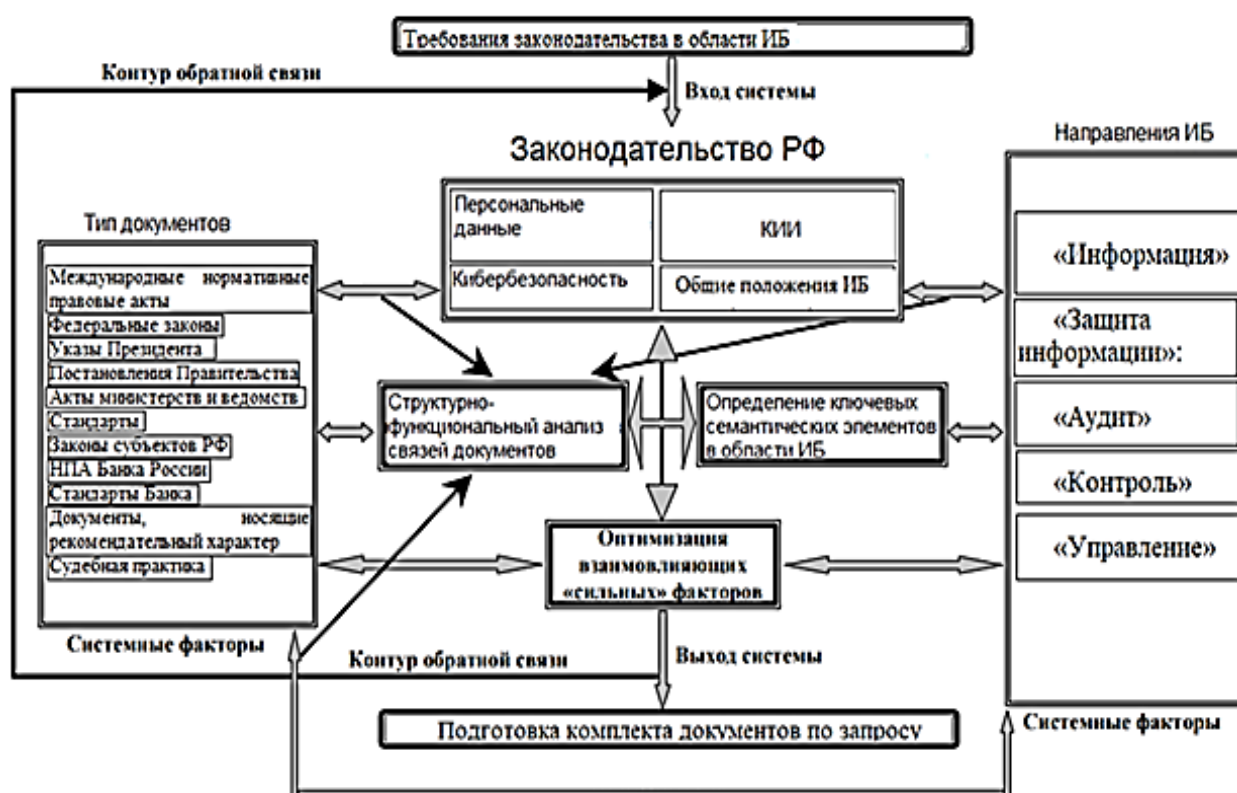 Требования законодательства в области ИБ
Контур обратной связи
Вход системы
Законодательство РФ
Направления ИБ
Персональные
данные
КИИ
Кибербезопасность
Общие положения ИБ
Тип документов
Международные нормативные
правовые акты
Федеральные законы
Указы Президента
Постановления Правительства
Акты министерств и ведомств
Стандарты
Законы субъектов РФ
НПА Банка России
Стандарты Банка
Документы, носящие
рекомендательный характер
Судебная практика
Системные факторы
Структурно-
функциональный анализ
связей документов
Определение ключевых
семантических элементов
в области ИБ
Оптимизация
взаимовлияющих
«сильных» факторов
«Информация»
«Защита
информации»:
«Аудит»
«Контроль»
«Управление»
Системные факторы
Контур обратной связи
Выход системы
Подготовка комплекта документов по запросу